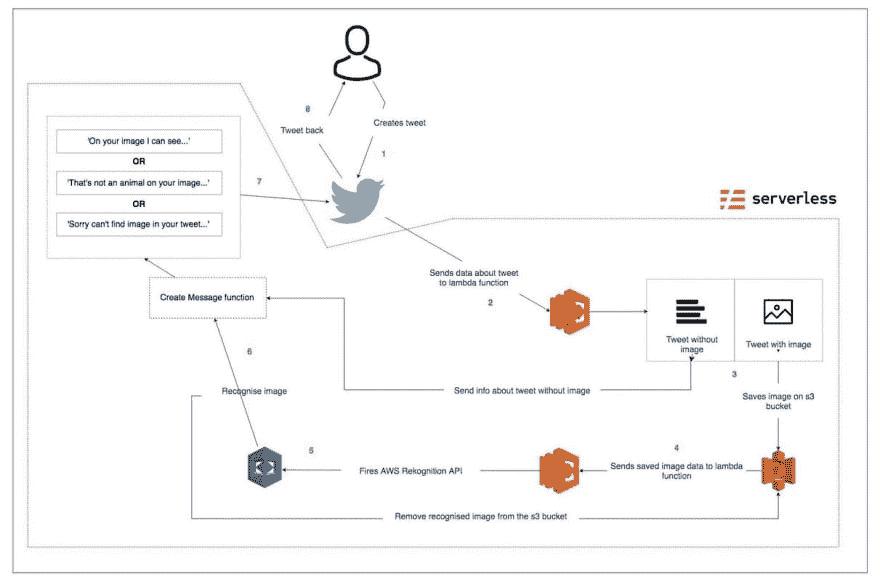 8
Tweet back
Creates tweet
1
'On your image I can see...'
OR
'That's not an animal on your image...'
OR
'Sorry can't find image in your tweet...'
7
serverless
Sends data about tweet
to lambda function
2
Create Message function
Tweet without
image
Tweet with image
3
6
Recognise image
Send info about tweet without image
Saves image on s3
bucket
5
Fires AWS Rekognition API
4
Sends saved image data to lambda
function
Remove recognised image from the s3 bucket